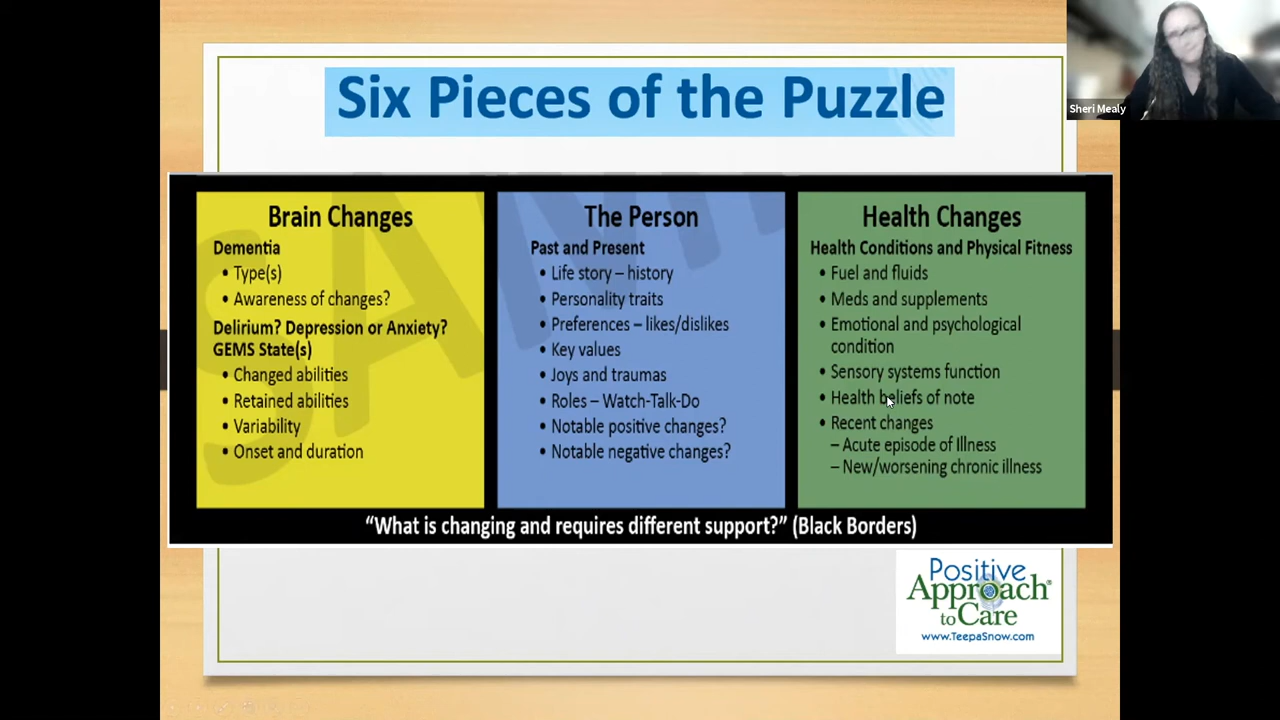 Six Pieces of the Puzzle
Sheri Mealy
Brain Changes
Dementia
• Type(s)
• Awareness of changes?
Delirium? Depression or Anxiety?
GEMS State(s)
• Changed abilities
• Retained abilities
• Variability
• Onset and duration
The Person
Past and Present
• Life story – history
• Personality traits
• Preferences – likes/dislikes
• Key values
• Joys and traumas
• Roles – Watch-Talk-Do
• Notable positive changes?
• Notable negative changes?
Health Changes
Health Conditions and Physical Fitness
• Fuel and fluids
• Meds and supplements
• Emotional and psychological
condition
• Sensory systems function
• Health beliefs of note
• Recent changes
– Acute episode of Illness
– New/worsening chronic illness
“What is changing and requires different support?” (Black Borders)
Positive
Approach®
to Care
www.TeepaSnow.com